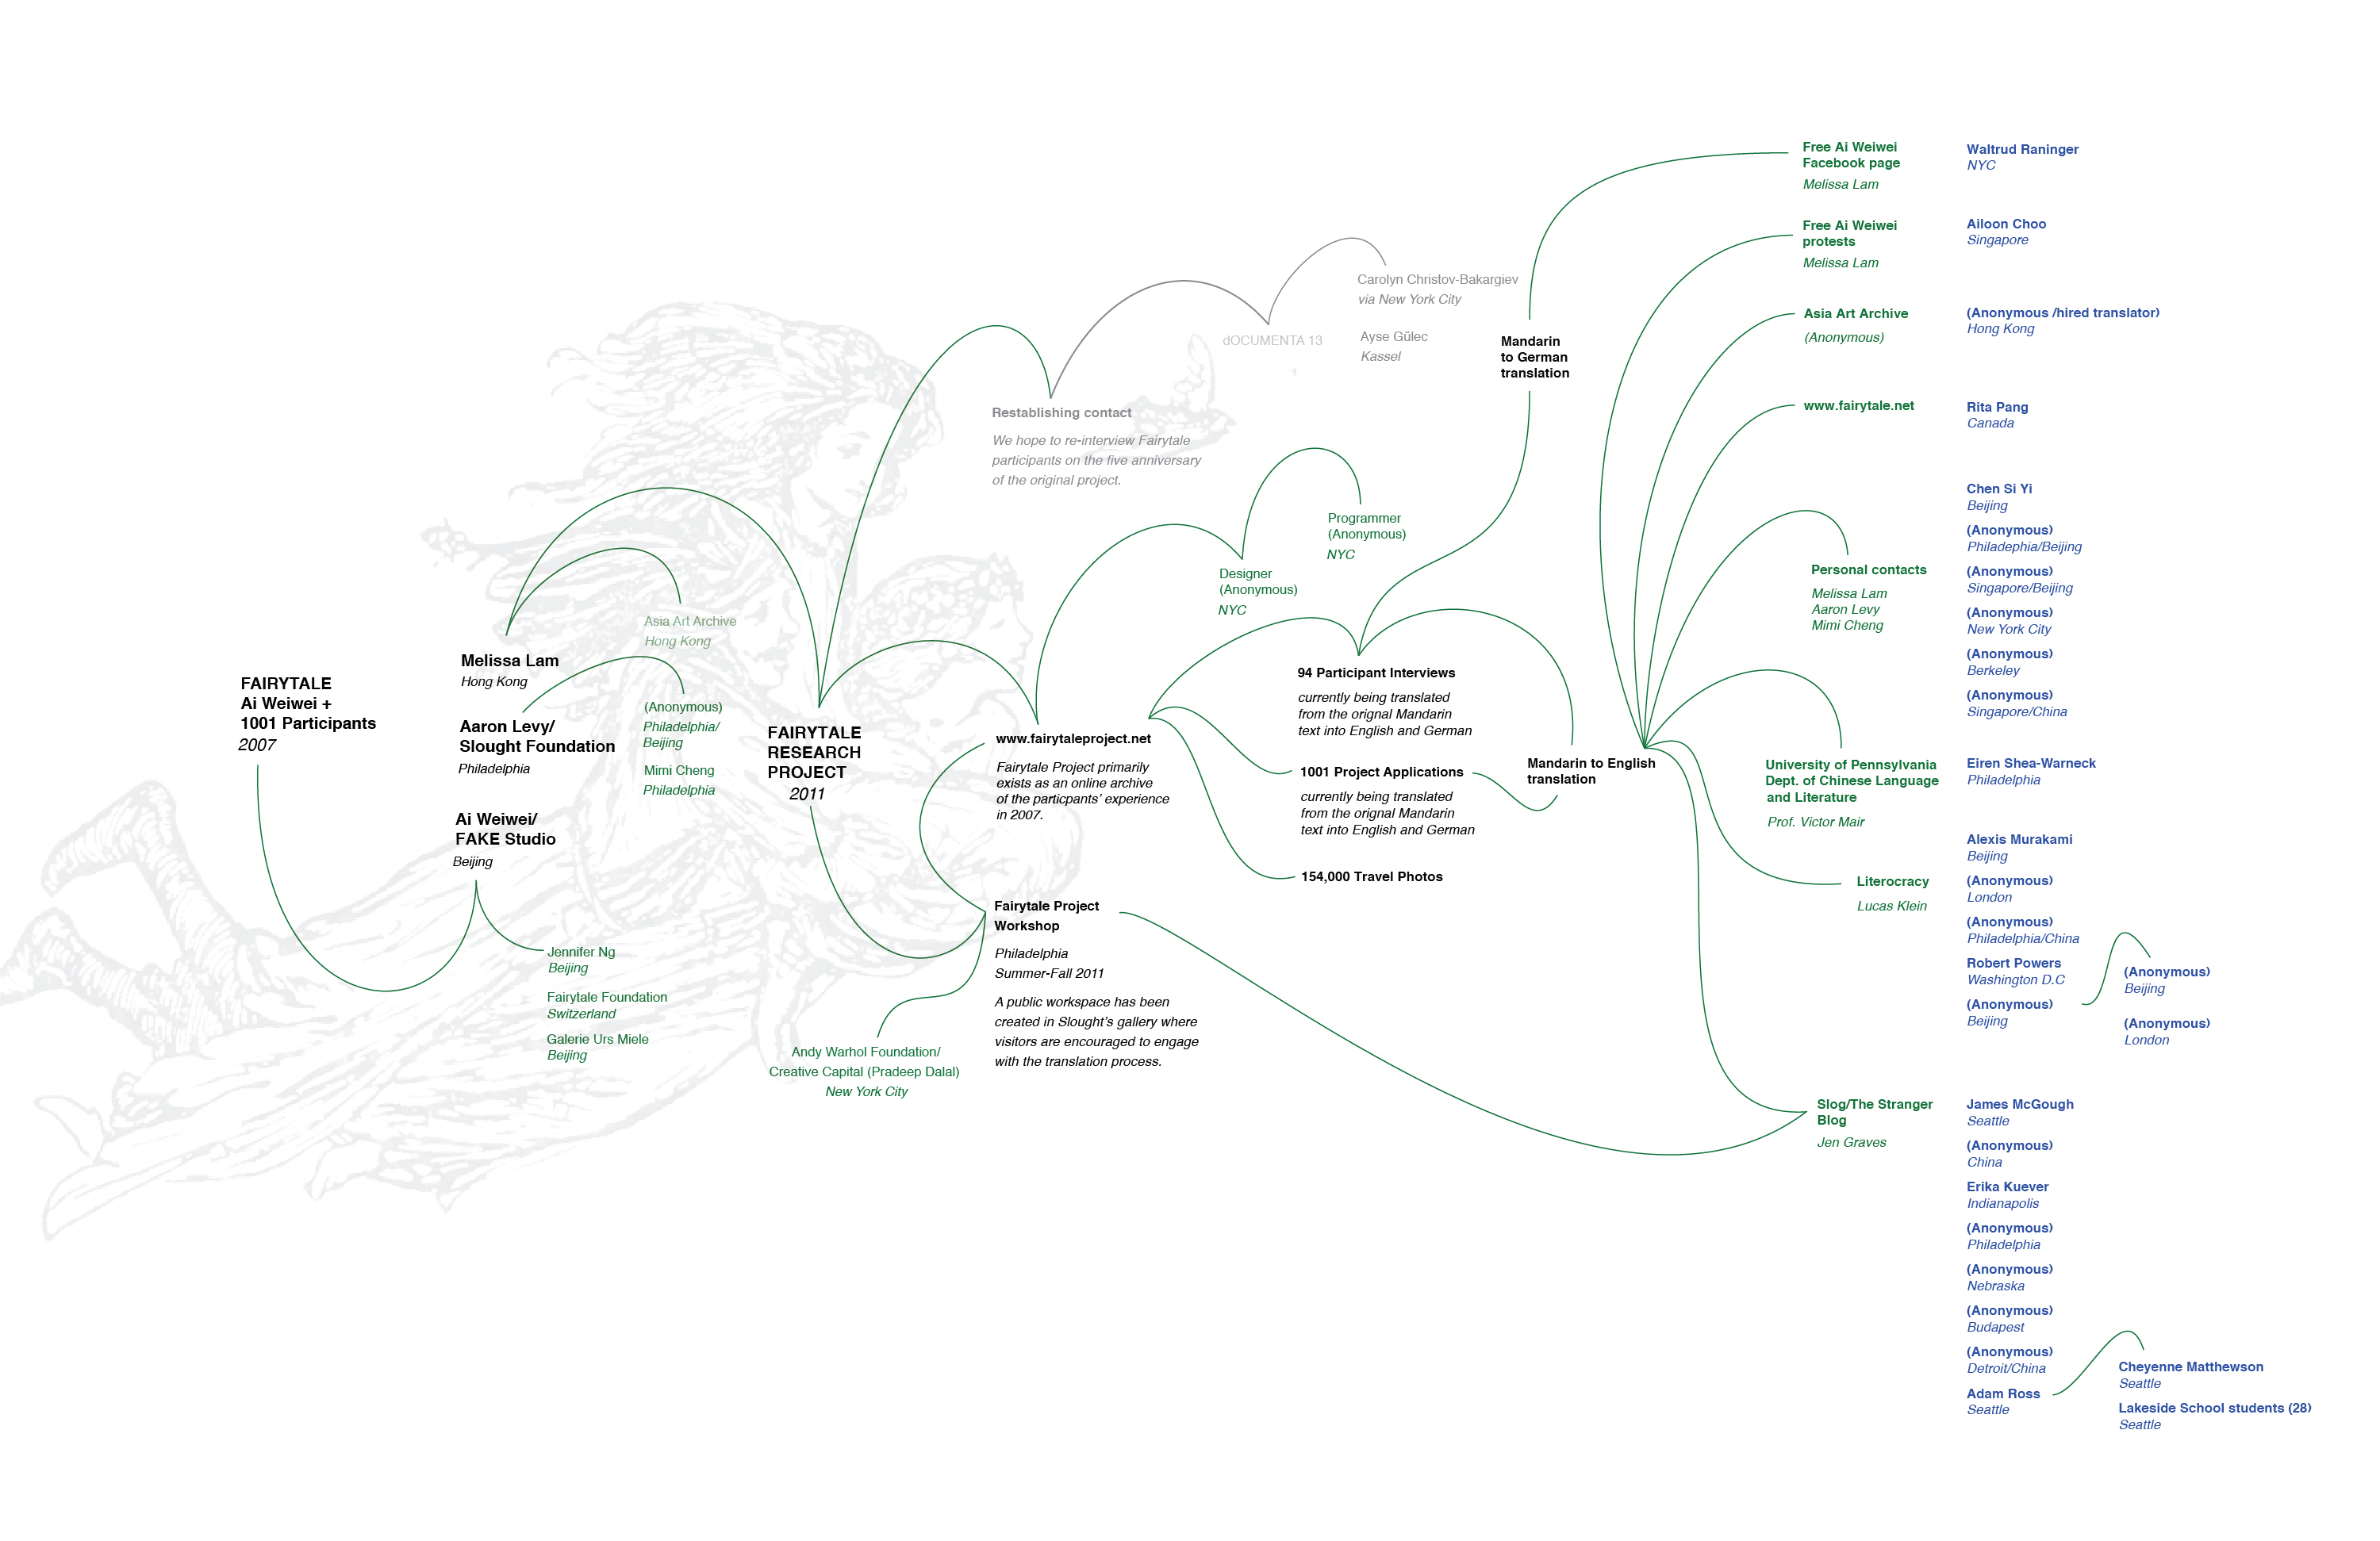 FAIRYTALE
Ai Weiwei +
1001 Participants
2007
Melissa Lam
Hong Kong
Aaron Levy/
Slought Foundation
Philadelphia
Ai Weiwei/
FAKE Studio
Beijing
Jennifer Ng
Beijing
Fairytale Foundation
Switzerland
Galerie Urs Miele
Beijing
Asia Art Archive
Hong Kong
(Anonymous)
Philadelphia/
Beijing
Mimi Cheng
Philadelphia
FAIRYTALE
RESEARCH
PROJECT
2011
Andy Warhol Foundation/
Creative Capital (Pradeep Dalal)
New York City
Restablishing contact
We hope to re-interview Fairytale
participants on the five anniversary
of the original project.
dOCUMENTA 13
Carolyn Christov-Bakargiev
via New York City
Ayse Gülec
Kassel
www.fairytaleproject.net
Fairytale Project primarily
exists as an online archive
of the particpants' experience
in 2007.
Fairytale Project
Workshop
Philadelphia
Summer-Fall 2011
A public workspace has been
created in Slought's gallery where
visitors are encouraged to engage
with the translation process.
Designer
(Anonymous)
NYC
Programmer
(Anonymous)
NYC
94 Participant Interviews
currently being translated
from the orignal Mandarin
text into English and German
1001 Project Applications
currently being translated
from the orignal Mandarin
text into English and German
154,000 Travel Photos
Mandarin
to German
translation
Mandarin to English
translation
Free Ai Weiwei
Facebook page
Melissa Lam
Waltrud Raninger
NYC
Free Ai Weiwei
protests
Melissa Lam
Ailoon Choo
Singapore
Asia Art Archive
(Anonymous)
(Anonymous /hired translator)
Hong Kong
www.fairytale.net
Rita Pang
Canada
Personal contacts
Melissa Lam
Aaron Levy
Mimi Cheng
Chen Si Yi
Beijing
(Anonymous)
Philadephia/Beijing
(Anonymous)
Singapore/Beijing
(Anonymous)
New York City
(Anonymous)
Berkeley
(Anonymous)
Singapore/China
University of Pennsylvania
Dept. of Chinese Language
and Literature
Prof. Victor Mair
Eiren Shea-Warneck
Philadelphia
Literocracy
Lucas Klein
Alexis Murakami
Beijing
(Anonymous)
London
(Anonymous)
Philadelphia/China
Robert Powers
Washington D.C
(Anonymous)
Beijing
(Anonymous)
Beijing
(Anonymous)
London
Slog/The Stranger
Blog
Jen Graves
James McGough
Seattle
(Anonymous)
China
Erika Kuever
Indianapolis
(Anonymous)
Philadelphia
(Anonymous)
Nebraska
(Anonymous)
Budapest
(Anonymous)
Detroit/China
Adam Ross
Seattle
Cheyenne Matthewson
Seattle
Lakeside School students (28)
Seattle